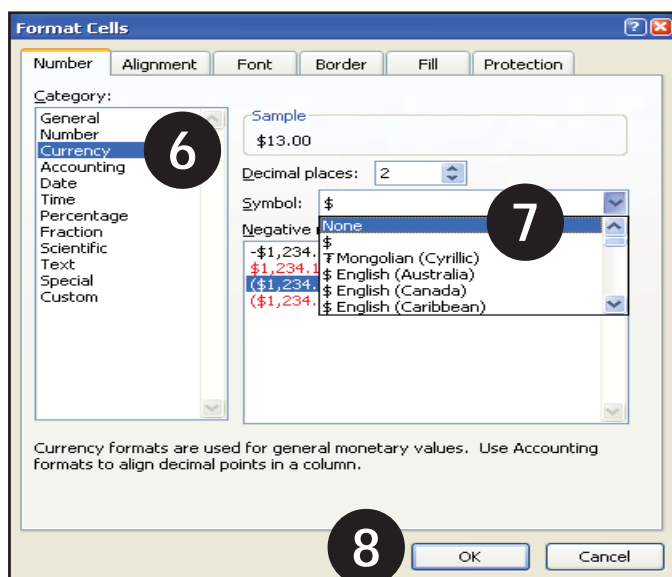 Format Cells
Number Alignment Font Border Fill Protection
Category:
General
Number
Currency
Accounting
Date
Time
Percentage
Fraction
Scientific
Text
Special
Custom
6
Sample
$13.00
Decimal places: 2
Symbol: $
7
None
$
₮ Mongolian (Cyrillic)
$ English (Australia)
$ English (Canada)
$ English (Caribbean)
Negative
-$1,234.
$1,234.1
($1,234.
($1,234.
Currency formats are used for general monetary values. Use Accounting
formats to align decimal points in a column.
8
OK Cancel